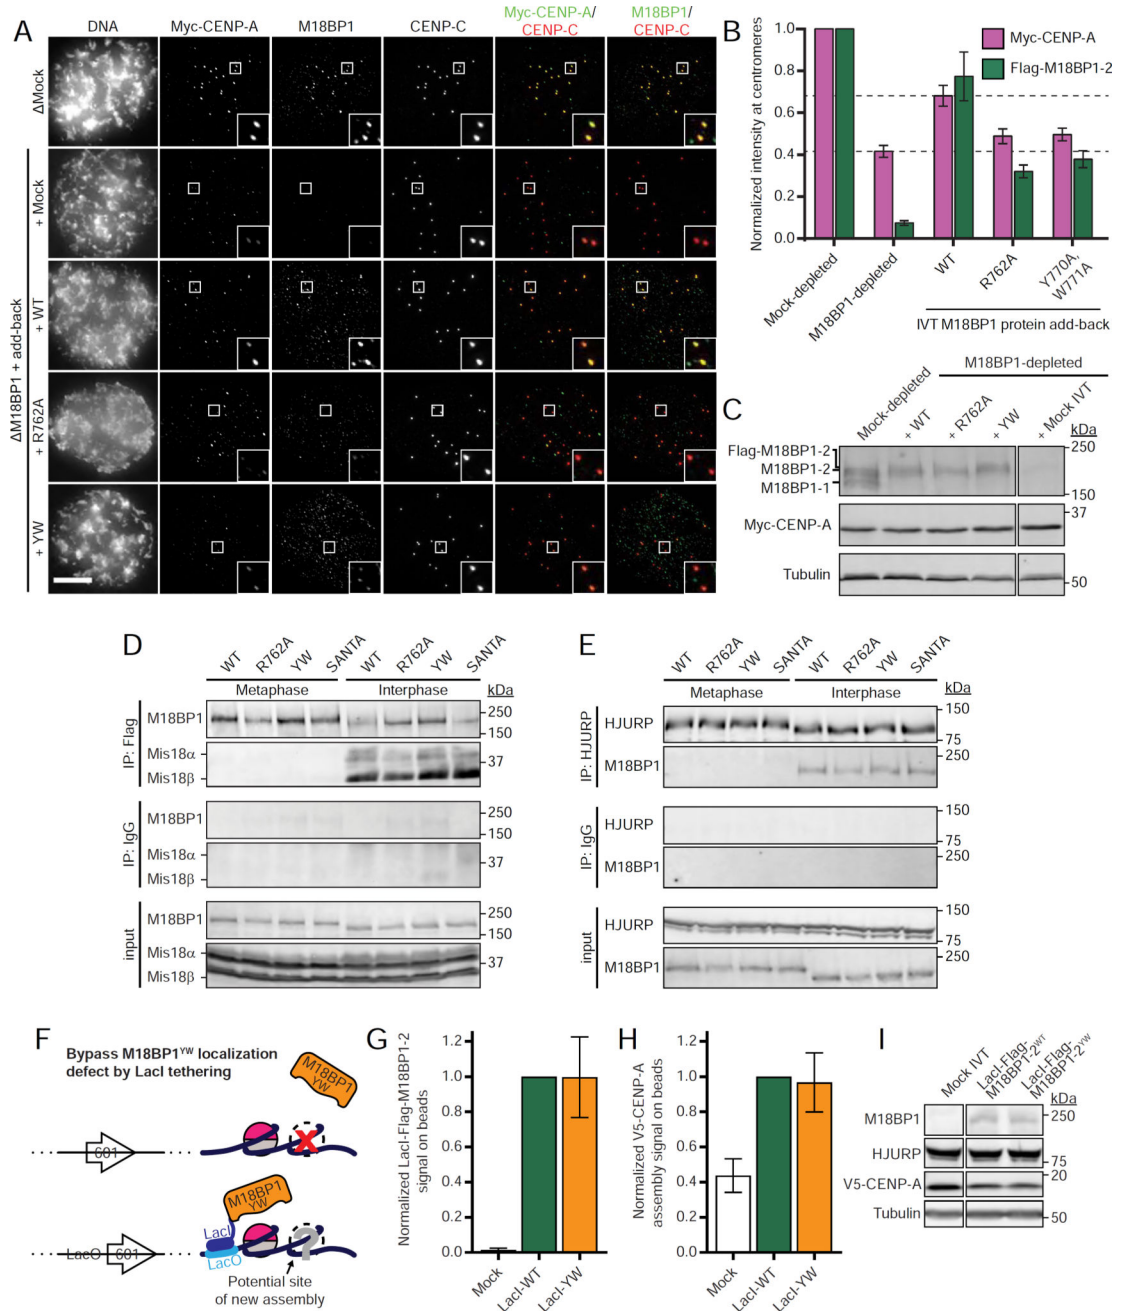 A
DNA
Myc-CENP-A
M18BP1
CENP-C
Myc-CENP-A/
CENP-C
M18BP1/
CENP-C
ΔMock
ΔM18BP1 + add-back
+ Mock
+ WT
+ R762A
+ YW
B
Normalized intensity at centromeres
1.0
0.8
0.6
0.4
0.2
0.0
Myc-CENP-A
Flag-M18BP1-2
Mock-depleted
M18BP1-depleted
WT
R762A
Y770A,
W771A
IVT M18BP1 protein add-back
C
M18BP1-depleted
Mock-depleted
+ WT
+ R762A
+ YW
+ Mock IVT
kDa
Flag-M18BP1-2
M18BP1-2
M18BP1-1
250
150
Myc-CENP-A
37
Tubulin
50
D
WT
R762A
YW
SANTA
WT
R762A
YW
SANTA
Metaphase
Interphase
kDa
IP: Flag
M18BP1
250
150
Mis18α
37
Mis18β
IP: IgG
M18BP1
250
150
Mis18α
37
Mis18β
input
M18BP1
250
150
Mis18α
37
Mis18β
E
WT
R762A
YW
SANTA
WT
R762A
YW
SANTA
Metaphase
Interphase
kDa
IP: HJURP
HJURP
150
75
M18BP1
250
IP: IgG
HJURP
150
75
M18BP1
250
input
HJURP
150
75
M18BP1
250
F
Bypass M18BP1YW localization
defect by LacI tethering
M18BP1
YW
601
X
M18BP1
YW
LacI
LacO
LacO
601
?
Potential site
of new assembly
G
Normalized LacI-Flag-M18BP1-2
signal on beads
1.2
1.0
0.8
0.6
0.4
0.2
0.0
Mock
LacI-WT
LacI-YW
H
Normalized V5-CENP-A
assembly signal on beads
1.2
1.0
0.8
0.6
0.4
0.2
0.0
Mock
LacI-WT
LacI-YW
I
Mock IVT
LacI-Flag-
M18BP1-2WT
LacI-Flag-
M18BP1-2YW
kDa
M18BP1
250
HJURP
75
V5-CENP-A
20
Tubulin
50